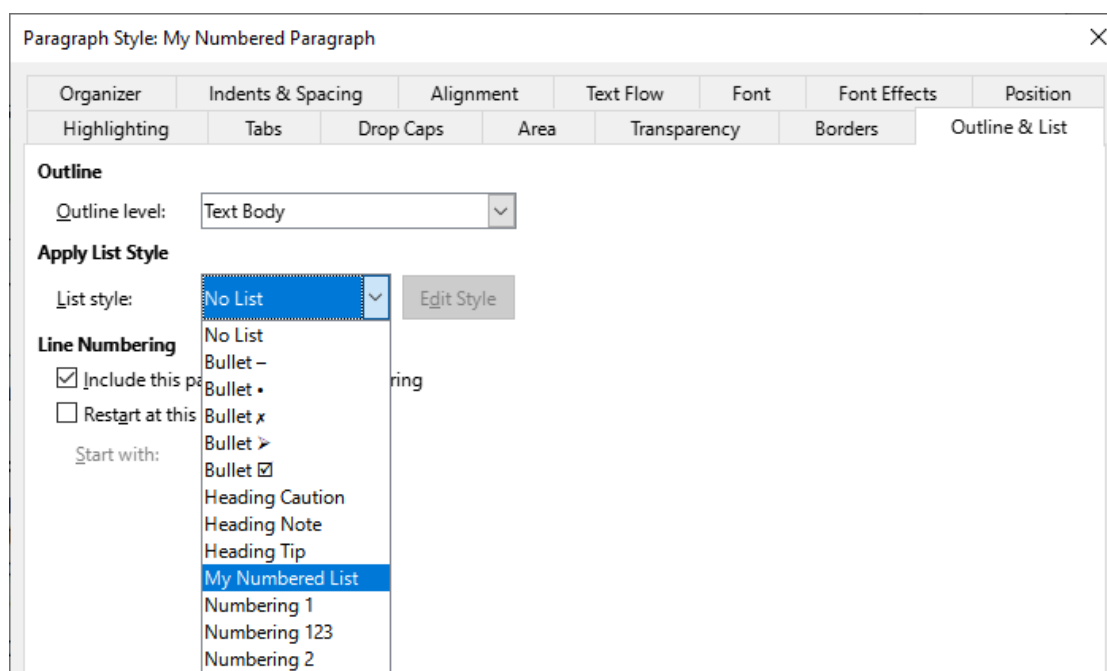 Paragraph Style: My Numbered Paragraph
Organizer Indents & Spacing Alignment Text Flow Font Font Effects Position
Highlighting Tabs Drop Caps Area Transparency Borders Outline & List
Outline
Outline level: Text Body
Apply List Style
List style: No List Edit Style
No List
Line Numbering
Bullet –
Include this pa ring
Bullet •
Restart at this
Bullet ✗
Bullet ➢
Start with:
Bullet ☑
Heading Caution
Heading Note
Heading Tip
My Numbered List
Numbering 1
Numbering 123
Numbering 2